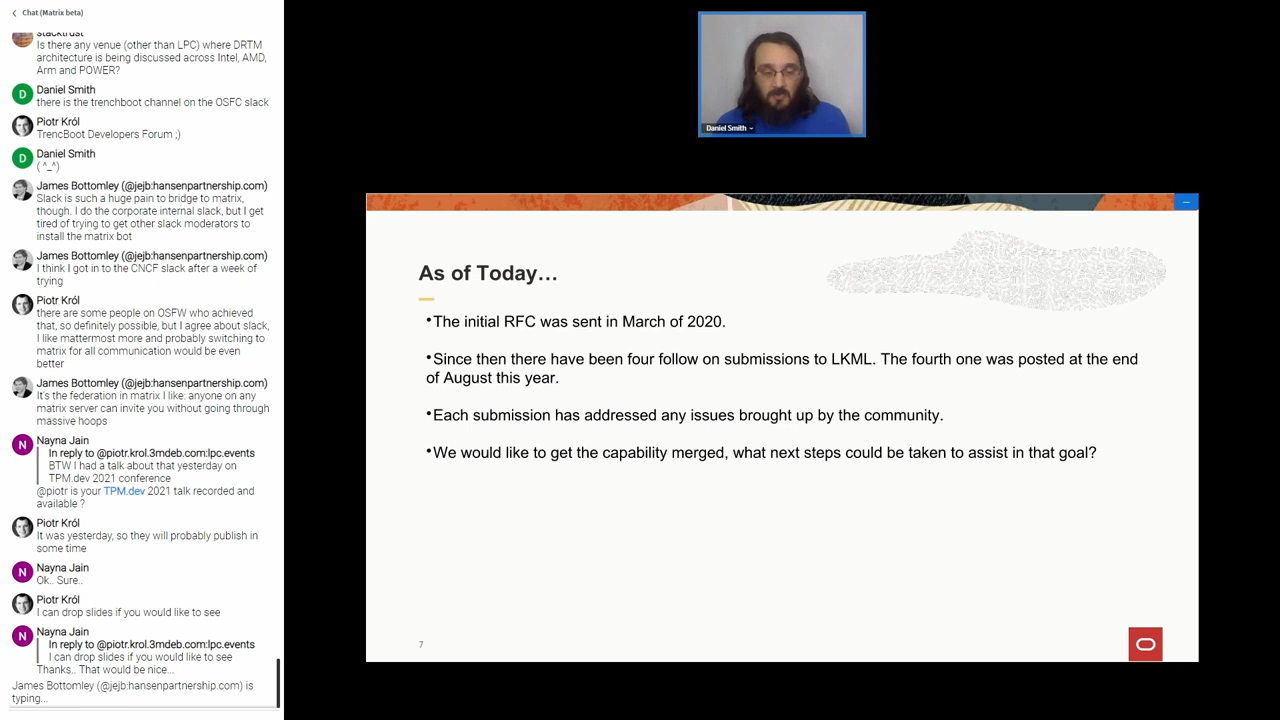 Chat (Matrix beta)
stacktrust
Is there any venue (other than LPC) where DRTM
architecture is being discussed across Intel, AMD,
Arm and POWER?
D
Daniel Smith
there is the trenchboot channel on the OSFC slack
Piotr Król
TrencBoot Developers Forum ;)
D
Daniel Smith
( ^_^)
James Bottomley (@jejb:hansenpartnership.com)
Slack is such a huge pain to bridge to matrix,
though. I do the corporate internal slack, but I get
tired of trying to get other slack moderators to
install the matrix bot
James Bottomley (@jejb:hansenpartnership.com)
I think I got in to the CNCF slack after a week of
trying
Piotr Król
there are some people on OSFW who achieved
that, so definitely possible, but I agree about slack,
I like mattermost more and probably switching to
matrix for all communication would be even
better
James Bottomley (@jejb:hansenpartnership.com)
It's the federation in matrix I like: anyone on any
matrix server can invite you without going through
massive hoops
N
Nayna Jain
In reply to @piotr.krol.3mdeb.com:lpc.events
BTW I had a talk about that yesterday on
TPM.dev 2021 conference
@piotr is your TPM.dev 2021 talk recorded and
available ?
Piotr Król
It was yesterday, so they will probably publish in
some time
N
Nayna Jain
Ok.. Sure..
Piotr Król
I can drop slides if you would like to see
N
Nayna Jain
In reply to @piotr.krol.3mdeb.com:lpc.events
I can drop slides if you would like to see
Thanks.. That would be nice...
James Bottomley (@jejb:hansenpartnership.com) is
typing...
Daniel Smith
As of Today…
•The initial RFC was sent in March of 2020.
•Since then there have been four follow on submissions to LKML. The fourth one was posted at the end
of August this year.
•Each submission has addressed any issues brought up by the community.
•We would like to get the capability merged, what next steps could be taken to assist in that goal?
7